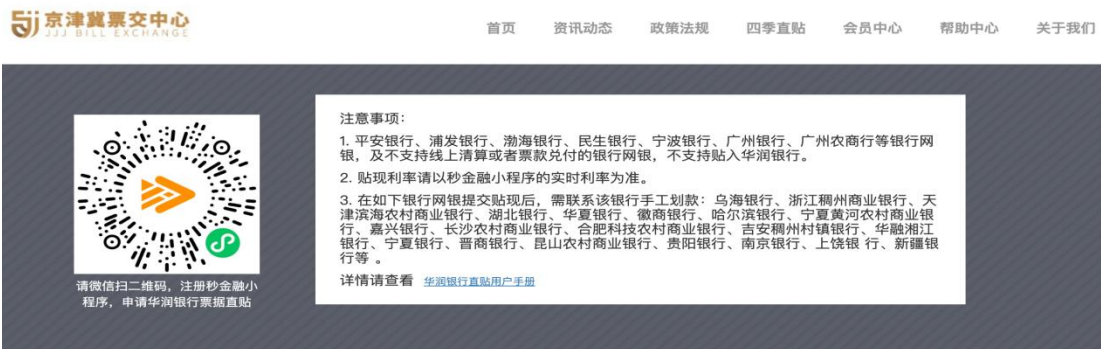 京津冀票交中心
JJJ BILL EXCHANGE
首页 资讯动态 政策法规 四季直贴 会员中心 帮助中心 关于我们
注意事项：
1. 平安银行、浦发银行、渤海银行、民生银行、宁波银行、广州银行、广州农商行等银行网
银，及不支持线上清算或者票款兑付的银行网银，不支持贴入华润银行。
2. 贴现利率请以秒金融小程序的实时利率为准。
3. 在如下银行网银提交贴现后，需联系该银行手工划款：乌海银行、浙江稠州商业银行、天
津滨海农村商业银行、湖北银行、华夏银行、徽商银行、哈尔滨银行、宁夏黄河农村商业银
行、嘉兴银行、长沙农村商业银行、合肥科技农村商业银行、吉安稠州村镇银行、华融湘江
银行、宁夏银行、晋商银行、昆山农村商业银行、贵阳银行、南京银行、上饶银 行、新疆银
行等 。
详情请查看 华润银行直贴用户手册
请微信扫二维码，注册秒金融小
程序，申请华润银行票据直贴